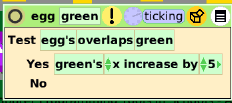 egg green ! ticking
Test egg's overlaps green
Yes green's x increase by 5
No